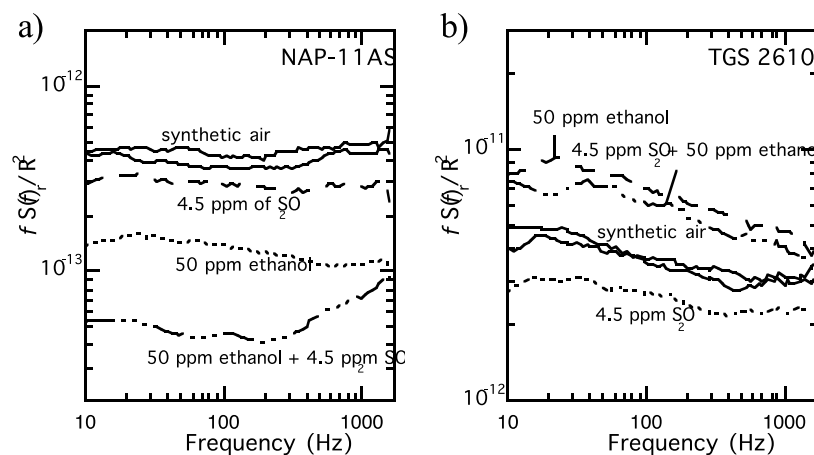 a)
NAP-11AS
10^-12
synthetic air
4.5 ppm of SO2
10^-13
50 ppm ethanol
50 ppm ethanol + 4.5 ppm SO2
f S(f)r/R^2
10 100 1000
Frequency (Hz)
b)
TGS 2610
50 ppm ethanol
10^-11
4.5 ppm SO2+ 50 ppm ethano
synthetic air
4.5 ppm SO2
10^-12
f S(f)r/R^2
10 100 1000
Frequency (Hz)